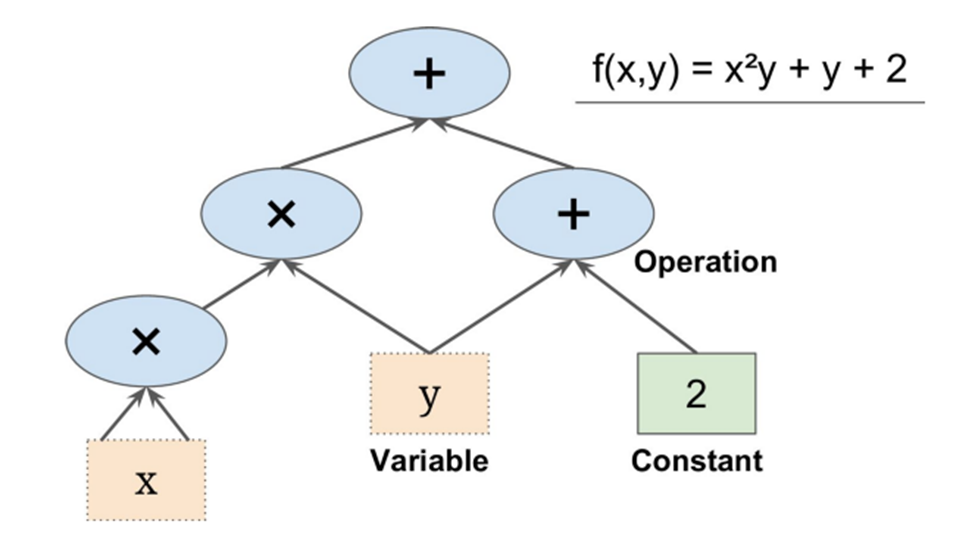 +
f(x,y) = x²y + y + 2
×
+
Operation
×
y
2
Variable
Constant
x